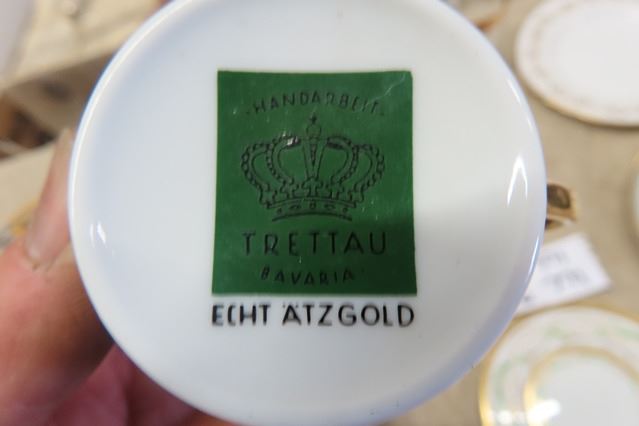 HANDARBEIT
TRETTAU
BAVARIA
ECHT ÄTZGOLD